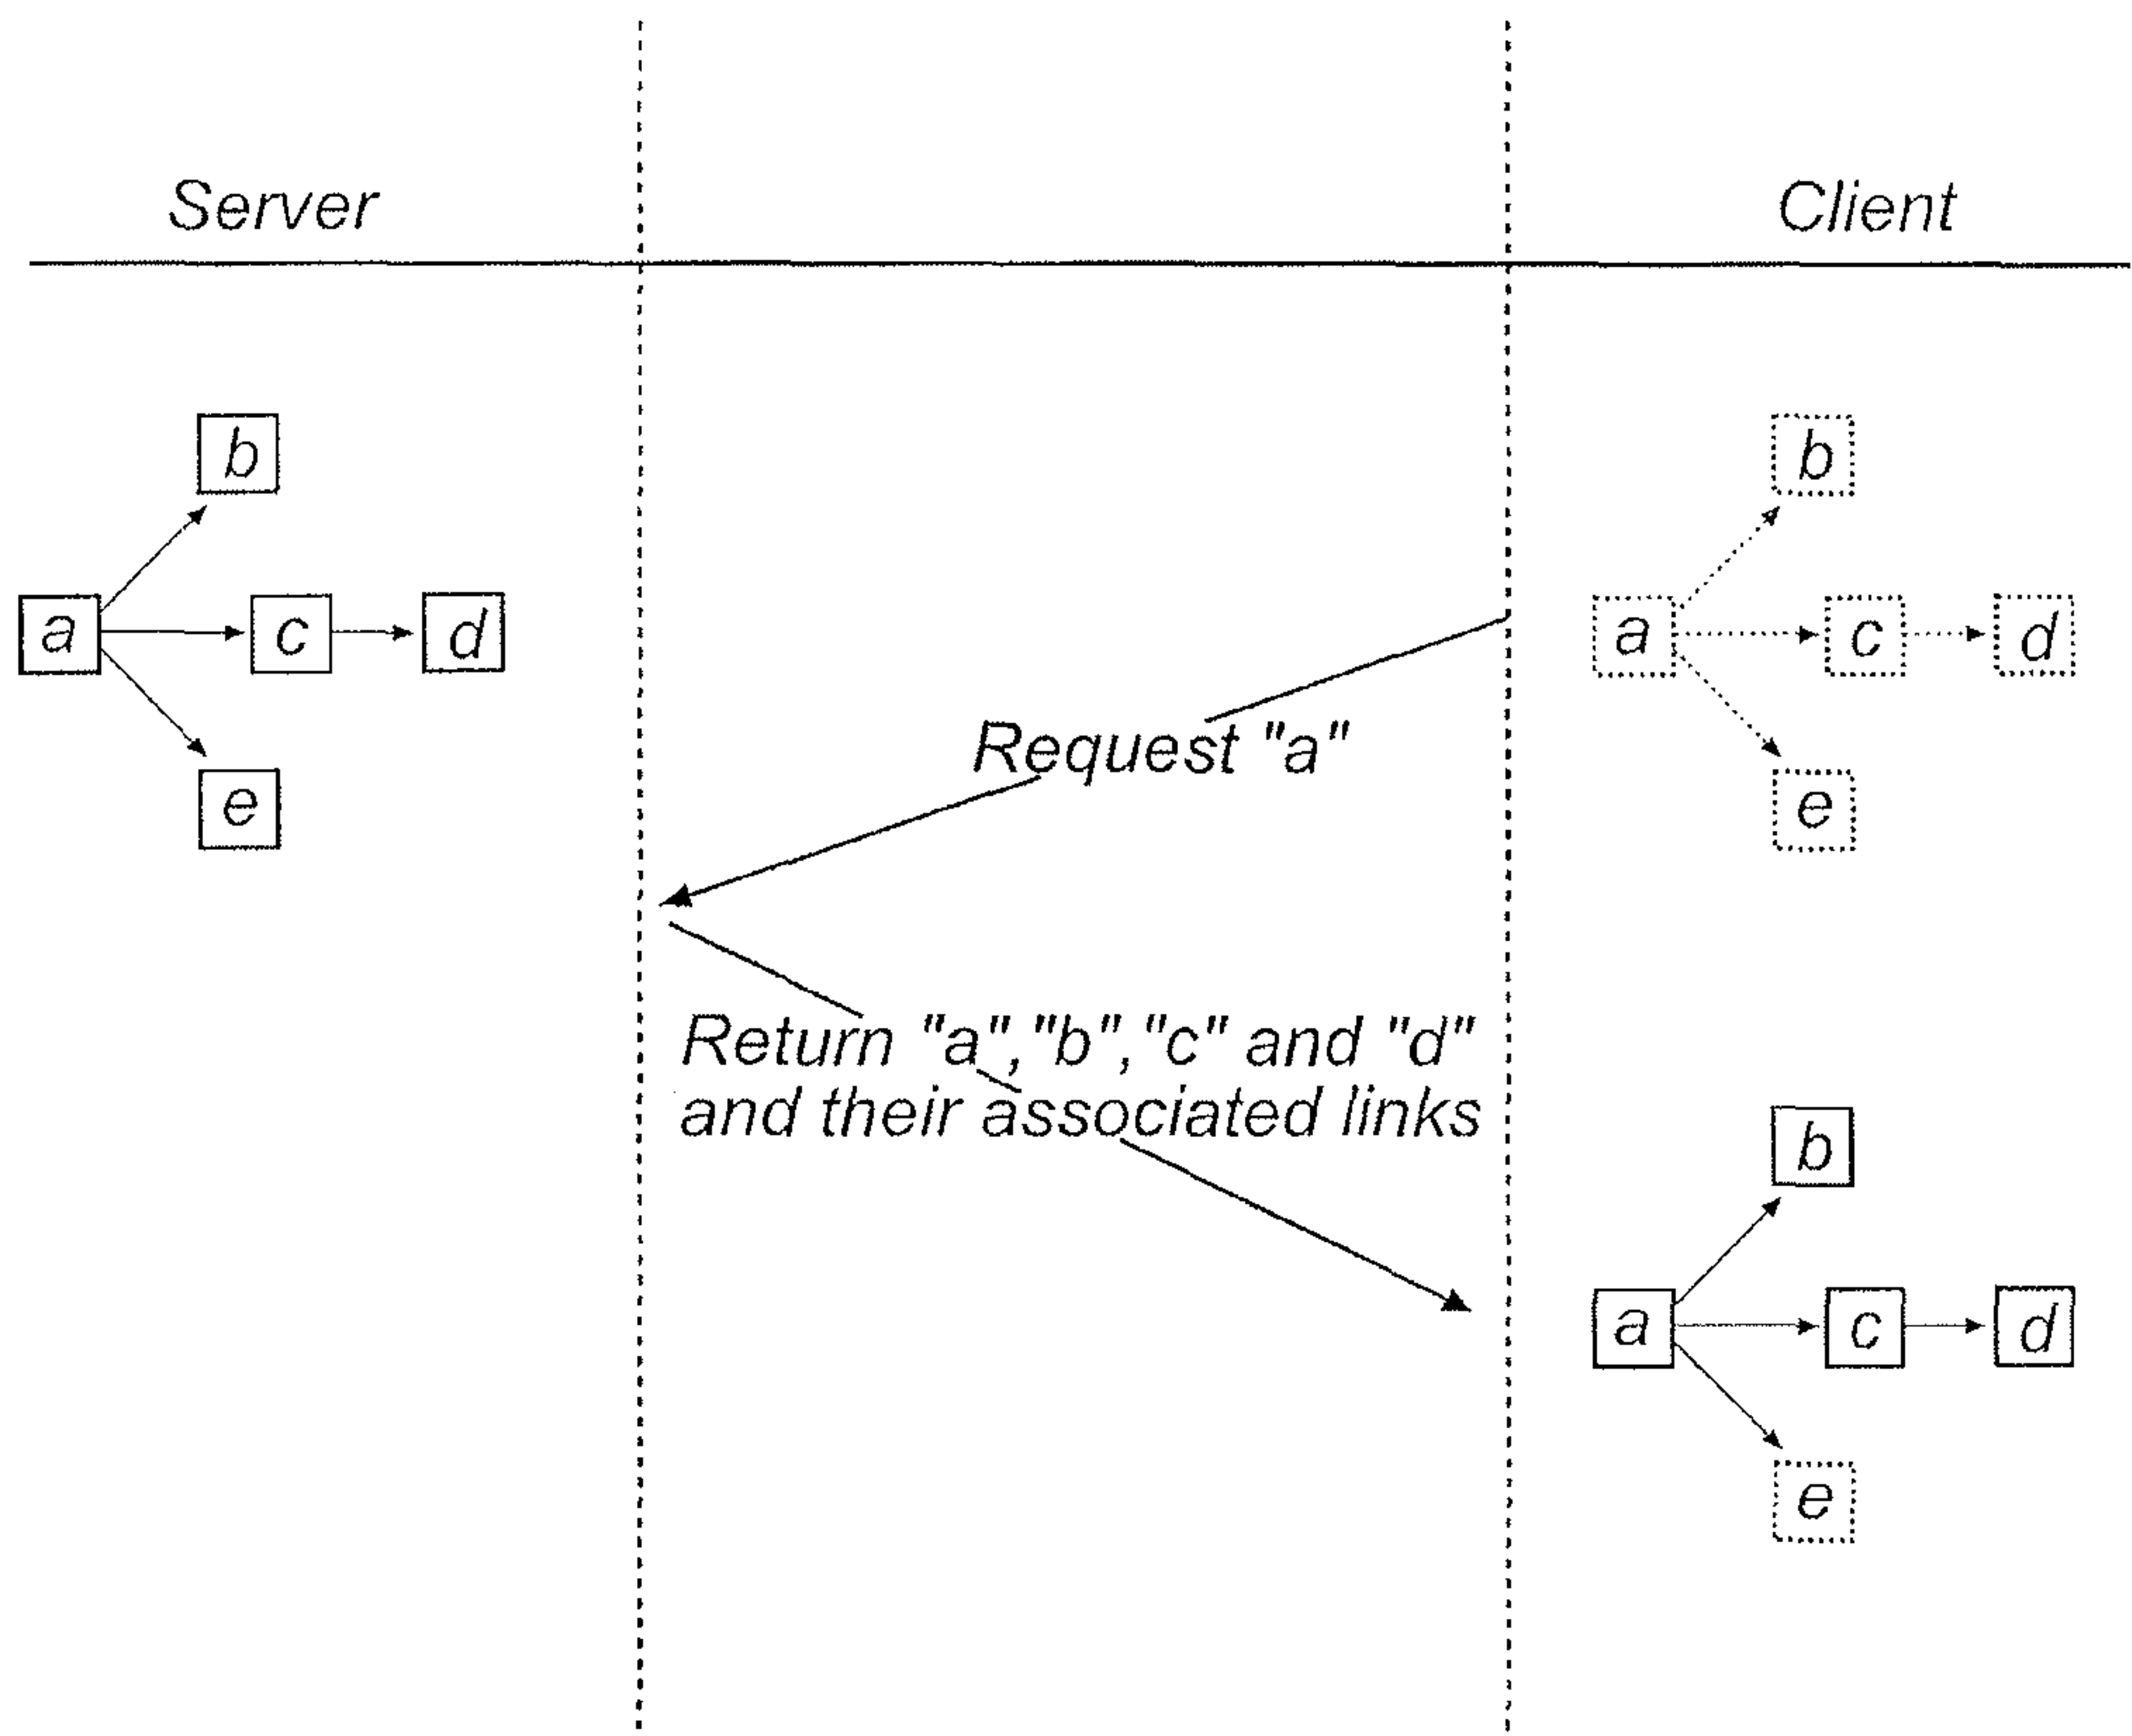 Server
Client
b
a
c
d
e
b
a
c
d
e
Request "a"
Return "a", "b", "c" and "d"
and their associated links
b
a
c
d
e